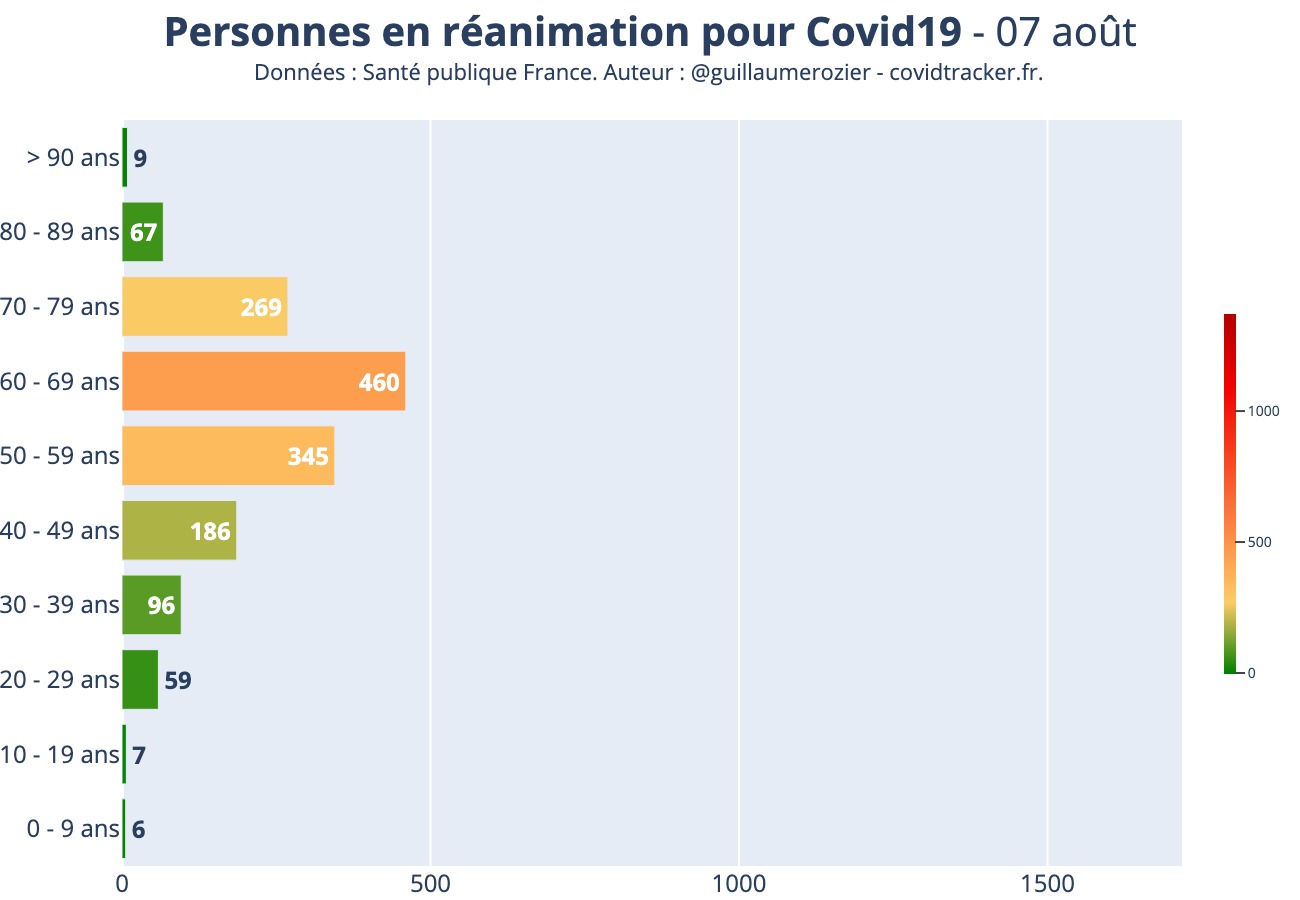 Personnes en réanimation pour Covid19 - 07 août
Données : Santé publique France. Auteur : @guillaumerozier - covidtracker.fr.
> 90 ans 9
80 - 89 ans 67
70 - 79 ans 269
60 - 69 ans 460
50 - 59 ans 345
40 - 49 ans 186
30 - 39 ans 96
20 - 29 ans 59
10 - 19 ans 7
0 - 9 ans 6
0 500 1000 1500
1000
500
0